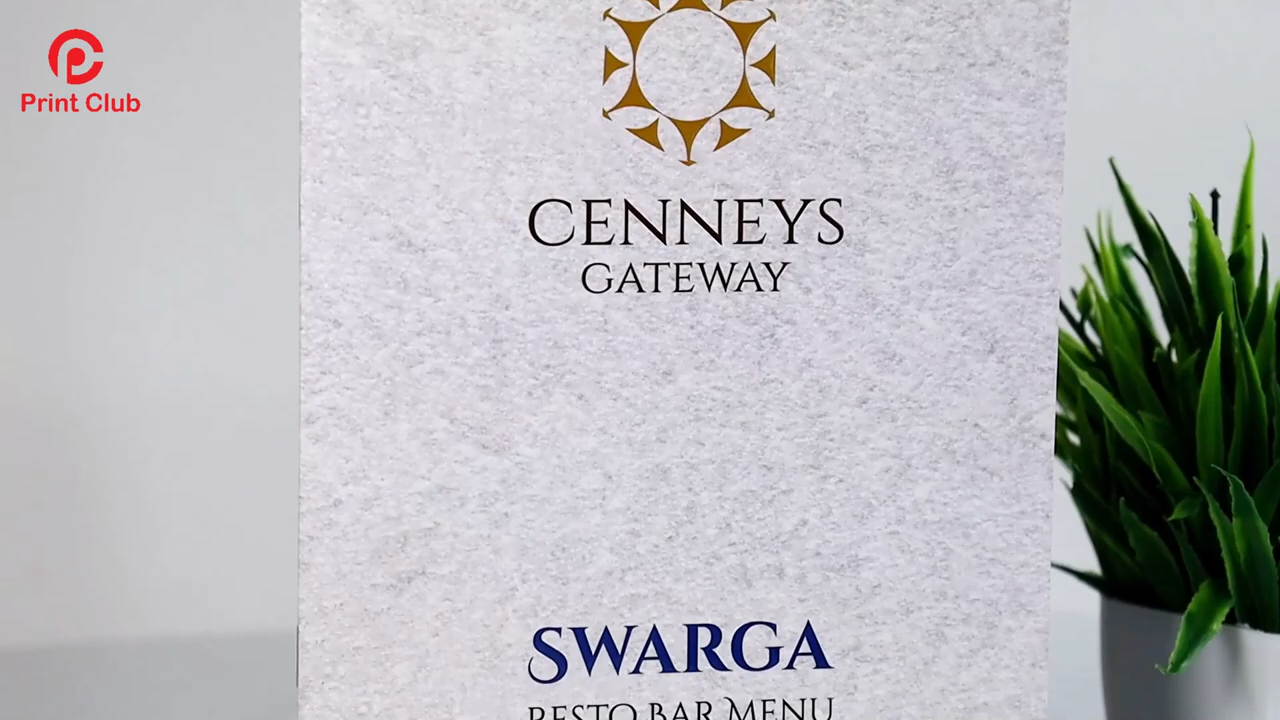 Print Club
CENNEYS
GATEWAY
SWARGA
RESTO BAR MENU